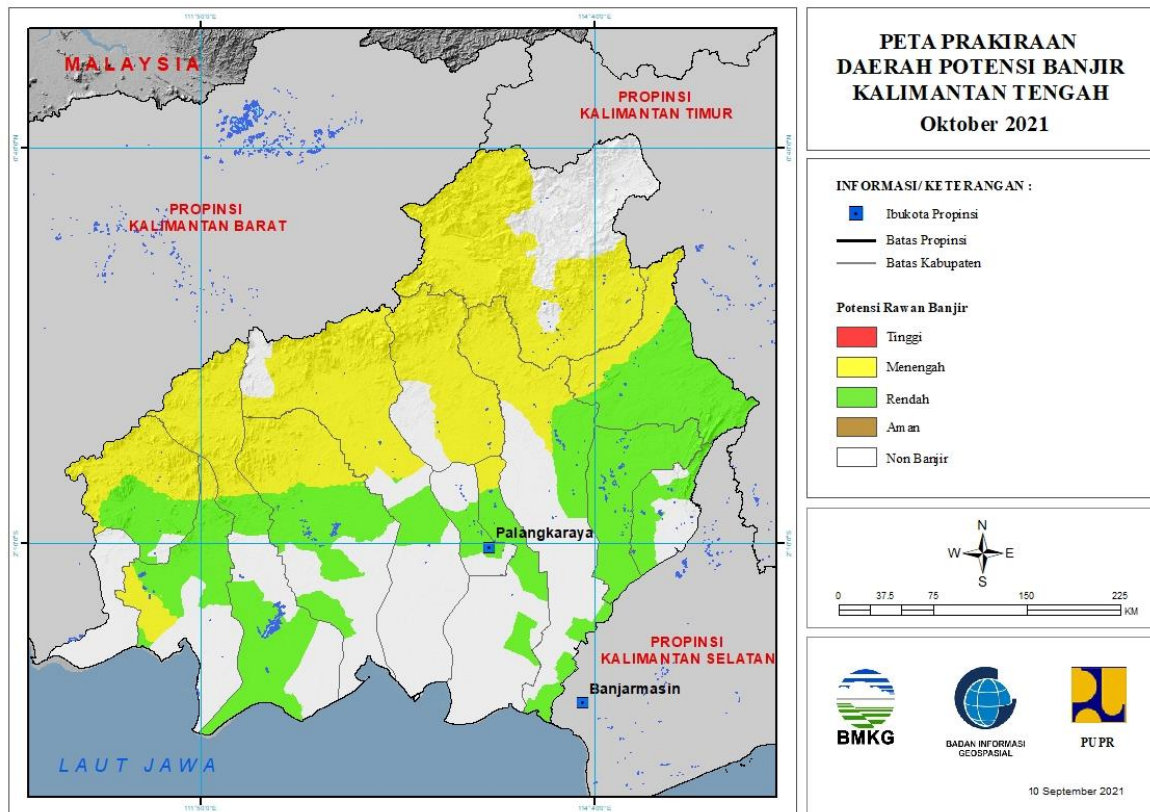 MALAYSIA
PROPINSI
KALIMANTAN TIMUR
PROPINSI
KALIMANTAN BARAT
Palangkaraya
PROPINSI
KALIMANTAN SELATAN
Banjarmasin
LAUT JAWA
PETA PRAKIRAAN
DAERAH POTENSI BANJIR
KALIMANTAN TENGAH
Oktober 2021
INFORMASI/ KETERANGAN :
Ibukota Propinsi
Batas Propinsi
Batas Kabupaten
Potensi Rawan Banjir
Tinggi
Menengah
Rendah
Aman
Non Banjir
N
W E
S
0 37.5 75 150 225
KM
BMKG
BADAN INFORMASI
GEOSPASIAL
PUPR
10 September 2021